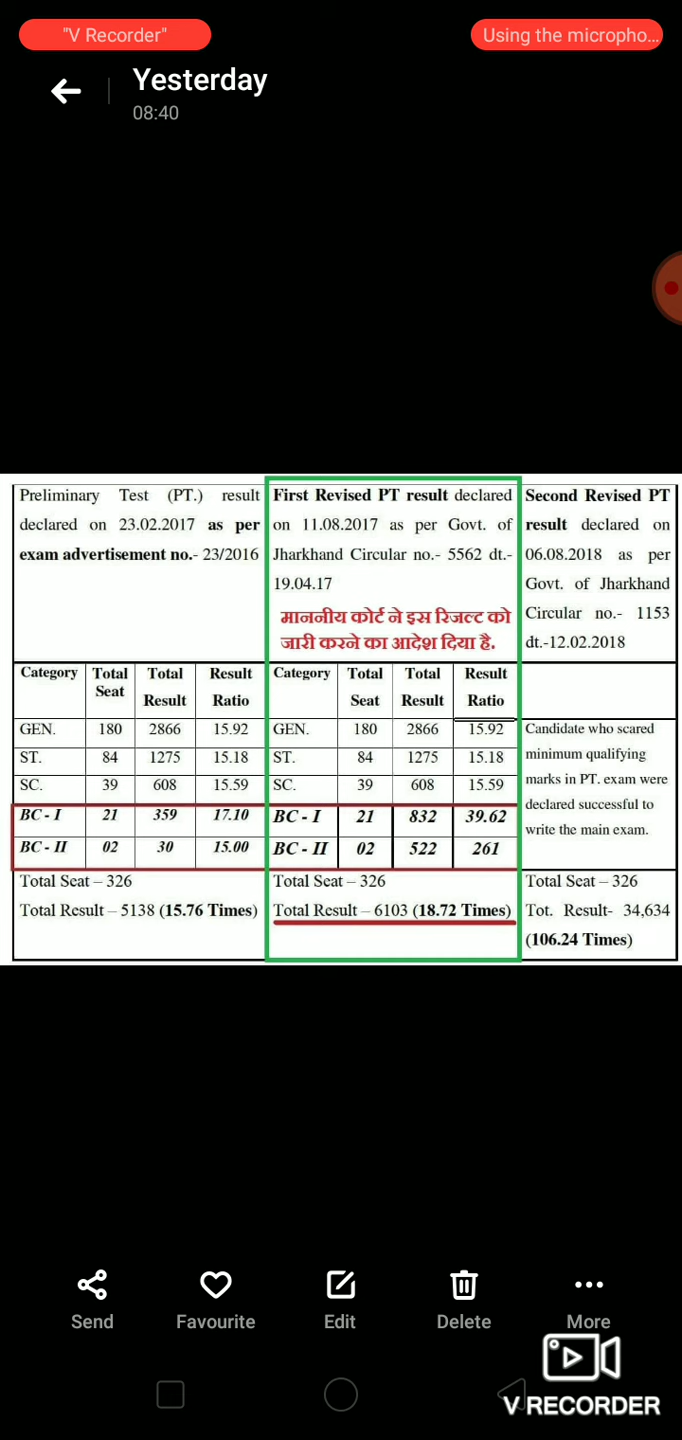 "V Recorder"
Using the micropho...
Yesterday
08:40
Preliminary Test (PT.) result
declared on 23.02.2017 as per
exam advertisement no.- 23/2016
First Revised PT result declared
on 11.08.2017 as per Govt. of
Jharkhand Circular no.- 5562 dt.-
19.04.17
माननीय कोर्ट ने इस रिजल्ट को
जारी करने का आदेश दिया है.
Second Revised PT
result declared on
06.08.2018 as per
Govt. of Jharkhand
Circular no.- 1153
dt.-12.02.2018
Category Total Seat Total Result Result Ratio
GEN. 180 2866 15.92
ST. 84 1275 15.18
SC. 39 608 15.59
BC - I 21 359 17.10
BC - II 02 30 15.00
Total Seat – 326
Total Result – 5138 (15.76 Times)
Category Total Seat Total Result Result Ratio
GEN. 180 2866 15.92
ST. 84 1275 15.18
SC. 39 608 15.59
BC - I 21 832 39.62
BC - II 02 522 261
Total Seat – 326
Total Result – 6103 (18.72 Times)
Candidate who scared
minimum qualifying
marks in PT. exam were
declared successful to
write the main exam.
Total Seat – 326
Tot. Result- 34,634
(106.24 Times)
Send Favourite Edit Delete More
V RECORDER